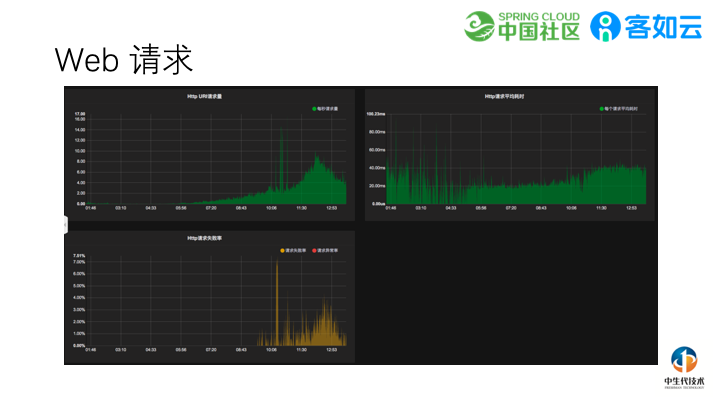 SPRING CLOUD
中国社区
客如云
Web 请求
Http URI请求量
每秒请求量
17.00
16.00
14.00
12.00
10.00
8.00
6.00
4.00
2.00
0.00
01:46 03:10 04:33 05:56 07:20 08:43 10:06 11:30 12:53
Http请求平均耗时
每个请求平均耗时
80.00ms
60.00ms
40.00ms
20.00ms
0.00us
01:46 03:10 04:33 05:56 07:20 08:43 10:06 11:30 12:53
Http请求失败率
请求失败率 请求异常率
7.51%
7.00%
6.00%
5.00%
4.00%
3.00%
2.00%
1.00%
0.00%
01:46 03:10 04:33 05:56 07:20 08:43 10:06 11:30 12:53
中生代技术